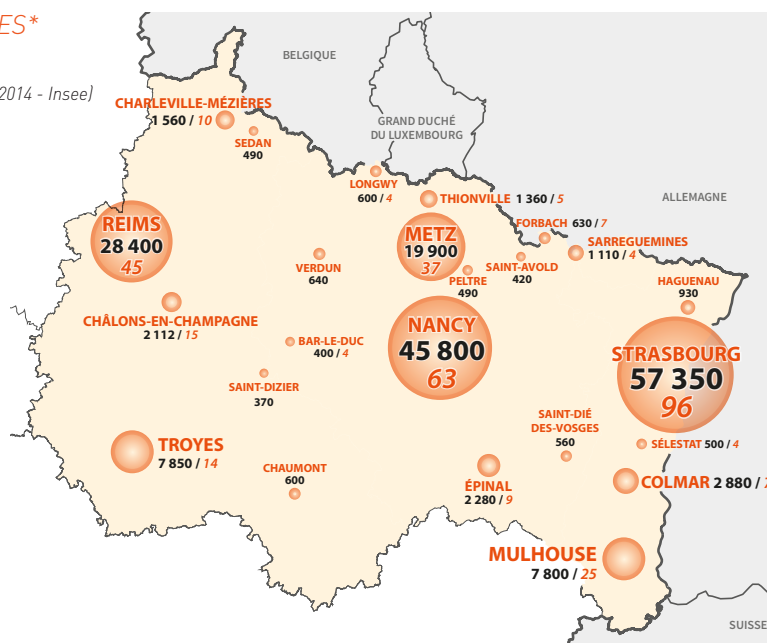 ES*
2014 - Insee)
BELGIQUE
GRAND DUCHÉ
DU LUXEMBOURG
ALLEMAGNE
CHARLEVILLE-MÉZIÈRES
1 560 / 10
SEDAN
490
LONGWY
600 / 4
THIONVILLE 1 360 / 5
FORBACH 630 / 7
REIMS
28 400
45
METZ
19 900
37
SARREGUEMINES
1 110 / 4
VERDUN
640
SAINT-AVOLD
420
PELTRE
490
HAGUENAU
930
CHÂLONS-EN-CHAMPAGNE
2 112 / 15
NANCY
45 800
63
BAR-LE-DUC
400 / 4
STRASBOURG
57 350
96
SAINT-DIZIER
370
SAINT-DIÉ
DES-VOSGES
560
TROYES
7 850 / 14
SÉLESTAT 500 / 4
CHAUMONT
600
ÉPINAL
2 280 / 9
COLMAR 2 880 /
MULHOUSE
7 800 / 25
SUISSE